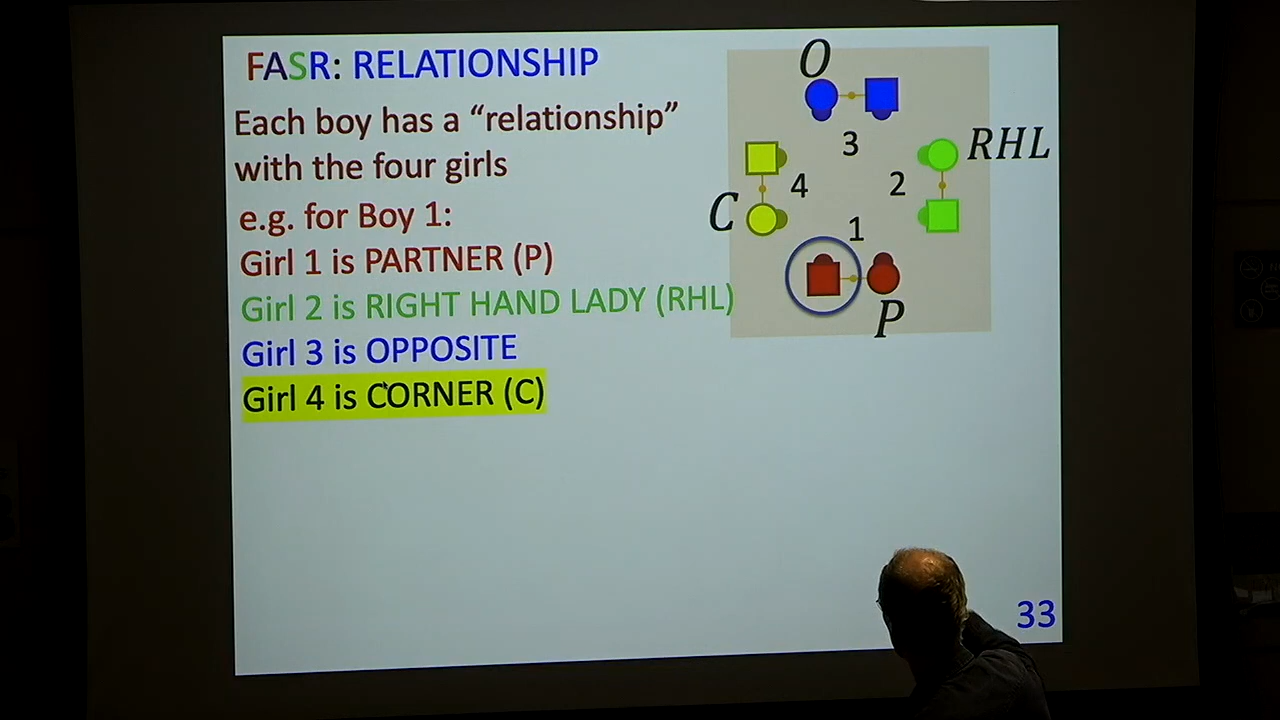 FASR: RELATIONSHIP
Each boy has a “relationship”
with the four girls
e.g. for Boy 1:
Girl 1 is PARTNER (P)
Girl 2 is RIGHT HAND LADY (RHL)
Girl 3 is OPPOSITE
Girl 4 is CORNER (C)
O
3
RHL
4
2
C
1
P
33